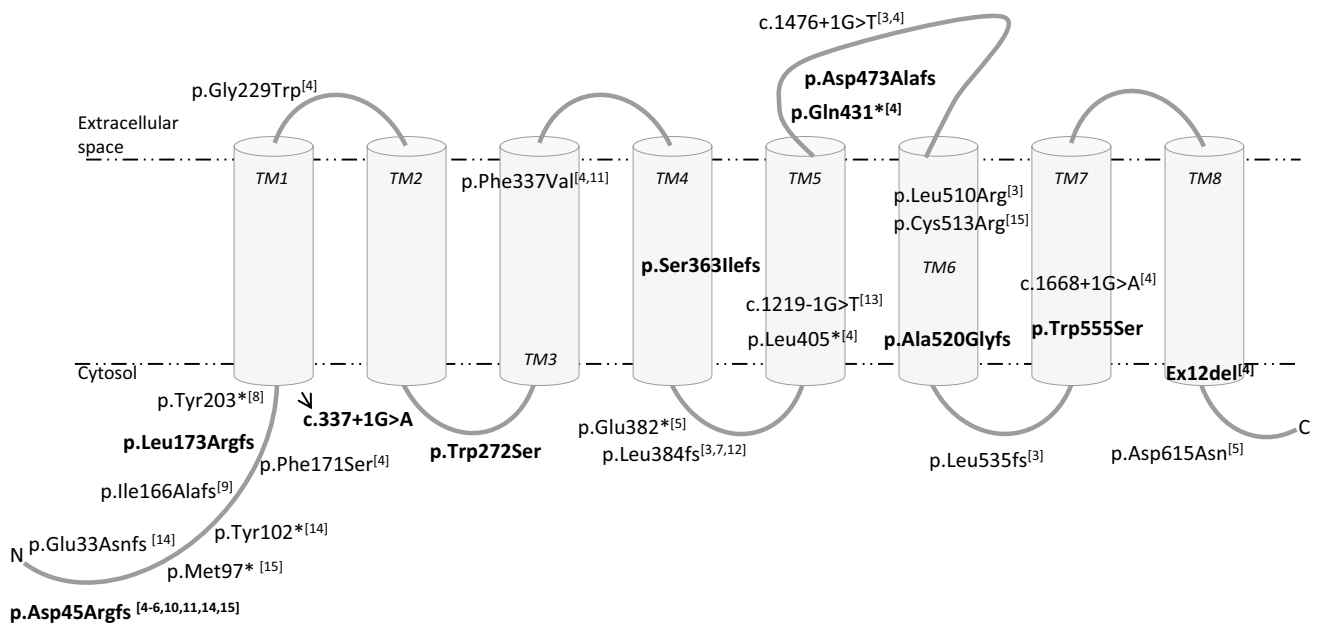 c.1476+1G>T[3,4]
p.Asp473Alafs
p.Gly229Trp[4]
p.Gln431*[4]
Extracellular
space
TM1
TM2
p.Phe337Val[4,11]
TM4
TM5
TM7
TM8
p.Leu510Arg[3]
p.Cys513Arg[15]
p.Ser363Ilefs
TM6
c.1668+1G>A[4]
c.1219-1G>T[13]
p.Trp555Ser
p.Leu405*[4]
p.Ala520Glyfs
TM3
Cytosol
Ex12del[4]
p.Tyr203*[8]
c.337+1G>A
p.Glu382*[5]
C
p.Leu173Argfs
p.Trp272Ser
p.Leu384fs[3,7,12]
p.Asp615Asn[5]
p.Phe171Ser[4]
p.Leu535fs[3]
p.Ile166Alafs[9]
p.Tyr102*[14]
N
p.Glu33Asnfs [14]
p.Met97* [15]
p.Asp45Argfs [4-6,10,11,14,15]